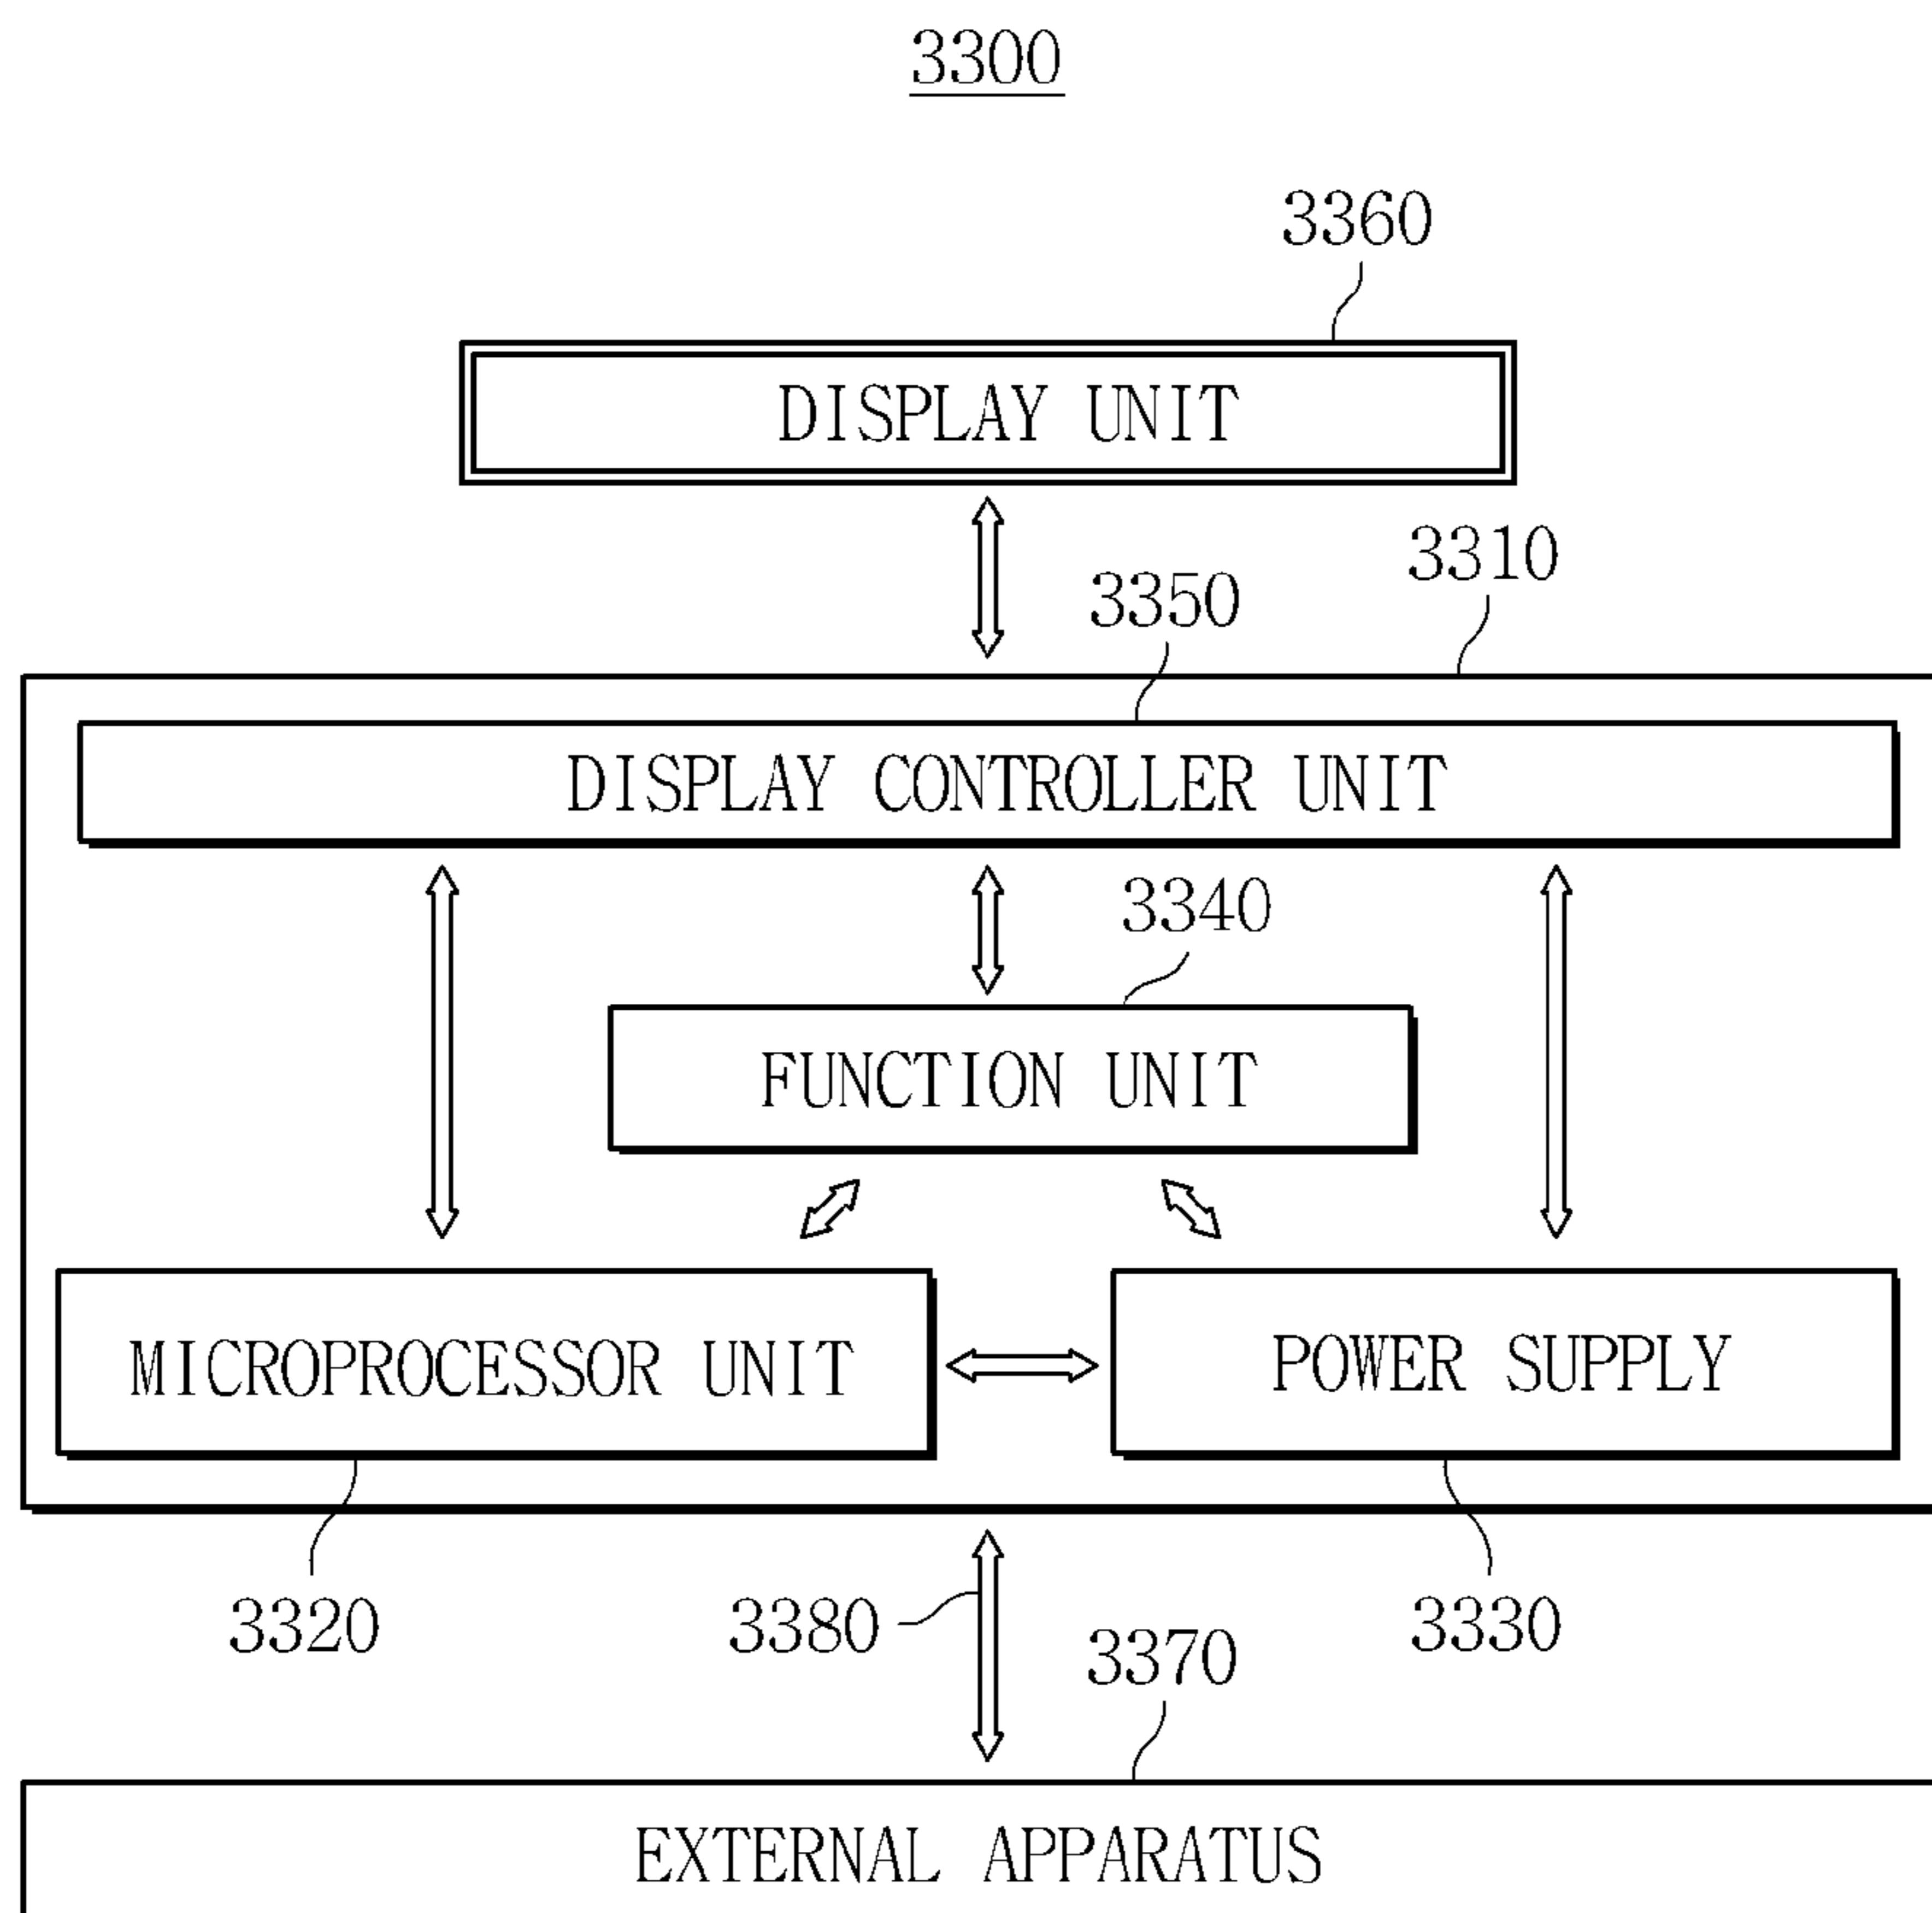 3300
3360
DISPLAY UNIT
3310
3350
DISPLAY CONTROLLER UNIT
3340
FUNCTION UNIT
MICROPROCESSOR UNIT
POWER SUPPLY
3320
3380
3330
3370
EXTERNAL APPARATUS